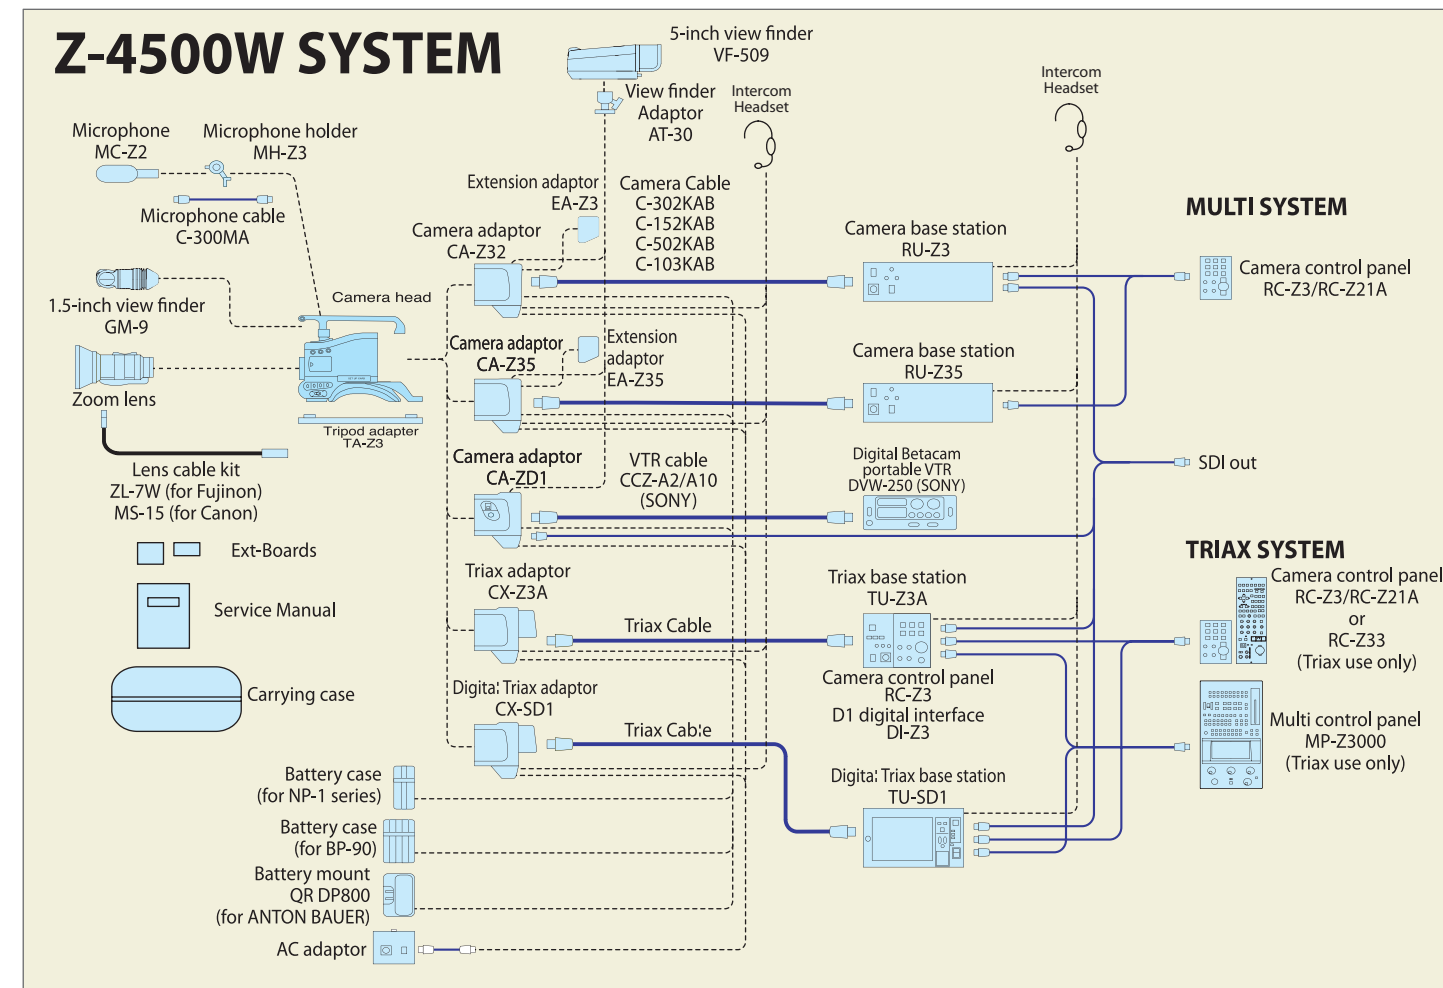 Z-4500W SYSTEM
5-inch view finder
VF-509
View finder
Adaptor
AT-30
Intercom
Headset
Intercom
Headset
Microphone
MC-Z2
Microphone holder
MH-Z3
Microphone cable
C-300MA
1.5-inch view finder
GM-9
Camera head
Zoom lens
Tripod adapter
TA-Z3
Lens cable kit
ZL-7W (for Fujinon)
MS-15 (for Canon)
Ext-Boards
Service Manual
Carrying case
Extension adaptor
EA-Z3
Camera adaptor
CA-Z32
Camera Cable
C-302KAB
C-152KAB
C-502KAB
C-103KAB
Camera base station
RU-Z3
MULTI SYSTEM
Camera control panel
RC-Z3/RC-Z21A
Camera adaptor
CA-Z35
Extension
adaptor
EA-Z35
Camera base station
RU-Z35
Camera adaptor
CA-ZD1
VTR cable
CCZ-A2/A10
(SONY)
Digital Betacam
portable VTR
DVW-250 (SONY)
SDI out
TRIAX SYSTEM
Triax adaptor
CX-Z3A
Triax Cable
Triax base station
TU-Z3A
Camera control panel
RC-Z3
D1 digital interface
DI-Z3
Camera control panel
RC-Z3/RC-Z21A
or
RC-Z33
(Triax use only)
Digital Triax adaptor
CX-SD1
Triax Cable
Digital Triax base station
TU-SD1
Multi control panel
MP-Z3000
(Triax use only)
Battery case
(for NP-1 series)
Battery case
(for BP-90)
Battery mount
QR DP800
(for ANTON BAUER)
AC adaptor